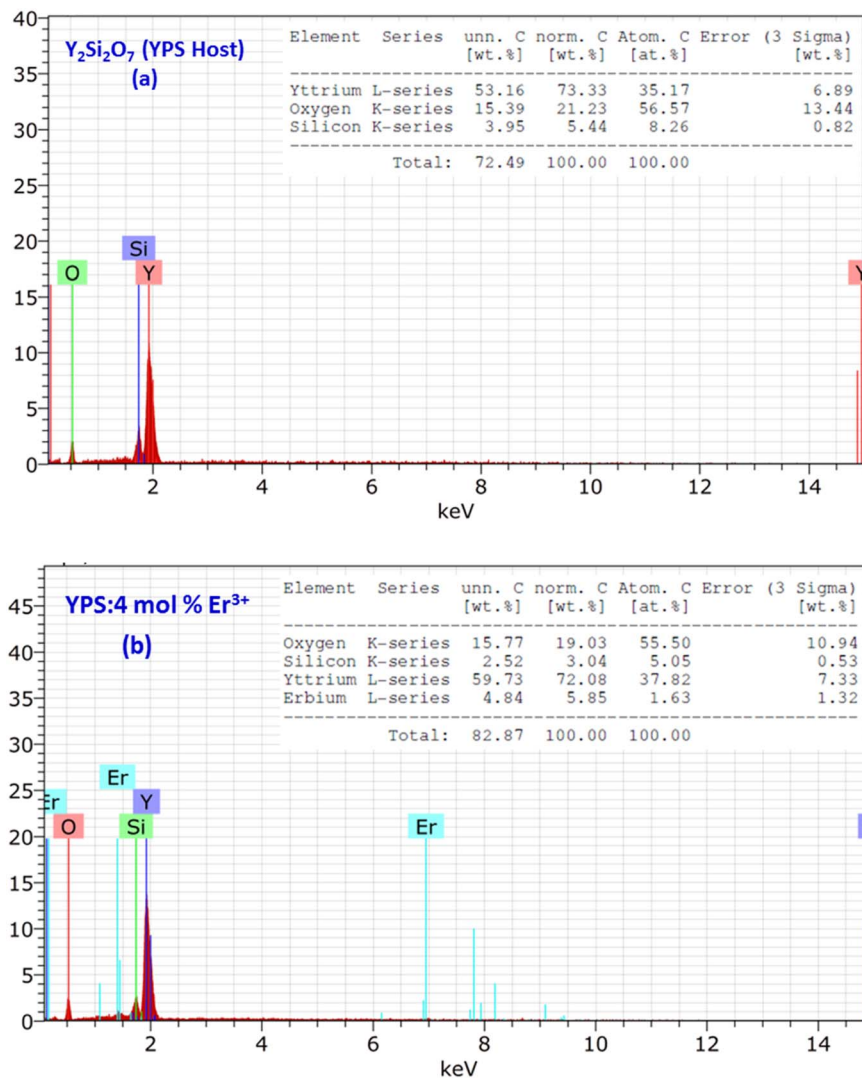 40
Y₂Si₂O₇ (YPS Host)
(a)
Element Series unn. C norm. C Atom. C Error (3 Sigma)
[wt.%] [wt.%] [at.%] [wt.%]
Yttrium L-series 53.16 73.33 35.17 6.89
Oxygen K-series 15.39 21.23 56.57 13.44
Silicon K-series 3.95 5.44 8.26 0.82
Total: 72.49 100.00 100.00
35
30
25
20
Si
O Y Y
15
10
5
0
2 4 6 8 10 12 14
keV
YPS:4 mol % Er³⁺
(b)
Element Series unn. C norm. C Atom. C Error (3 Sigma)
[wt.%] [wt.%] [at.%] [wt.%]
Oxygen K-series 15.77 19.03 55.50 10.94
Silicon K-series 2.52 3.04 5.05 0.53
Yttrium L-series 59.73 72.08 37.82 7.33
Erbium L-series 4.84 5.85 1.63 1.32
Total: 82.87 100.00 100.00
45
40
35
30
Er
25
Er Y
O Si Er
20
15
10
5
0
2 4 6 8 10 12 14
keV